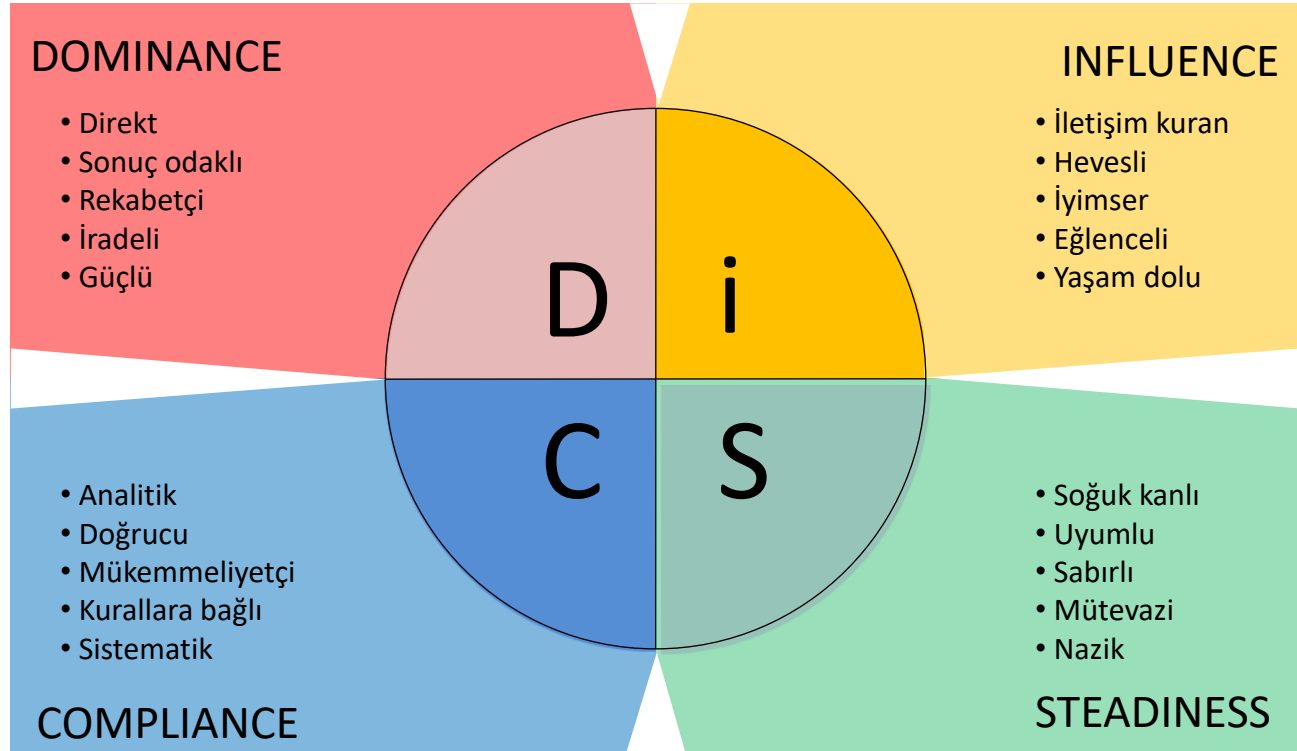 DOMINANCE
• Direkt
• Sonuç odaklı
• Rekabetçi
• İradeli
• Güçlü
INFLUENCE
• İletişim kuran
• Hevesli
• İyimser
• Eğlenceli
• Yaşam dolu
D
i
C
S
• Analitik
• Doğrucu
• Mükemmeliyetçi
• Kurallara bağlı
• Sistematik
COMPLIANCE
• Soğuk kanlı
• Uyumlu
• Sabırlı
• Mütevazi
• Nazik
STEADINESS